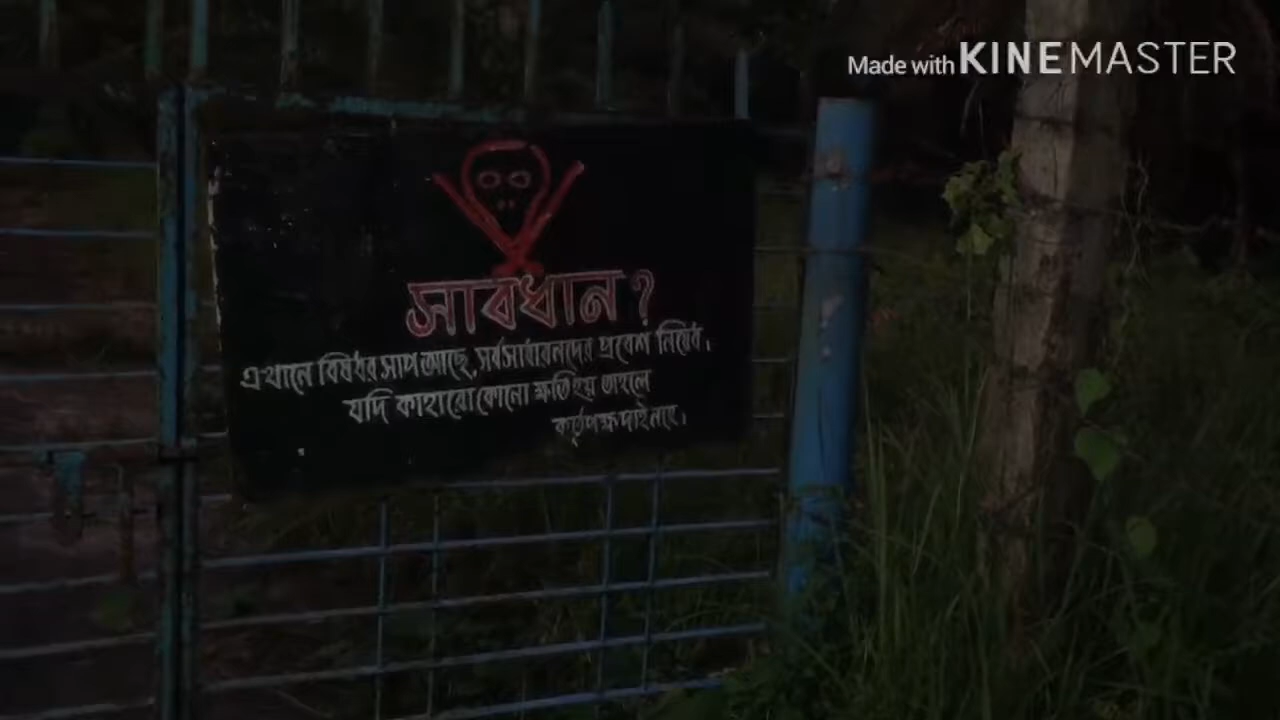 Made with KINEMASTER
সাবধান ?
এখানে বিষধর সাপ আছে, সর্বসাধারনদের প্রবেশ নিষেধ।
যদি কাহারো কোনো ক্ষতি হয় তাহলে
কর্তৃপক্ষ দাই নহে।